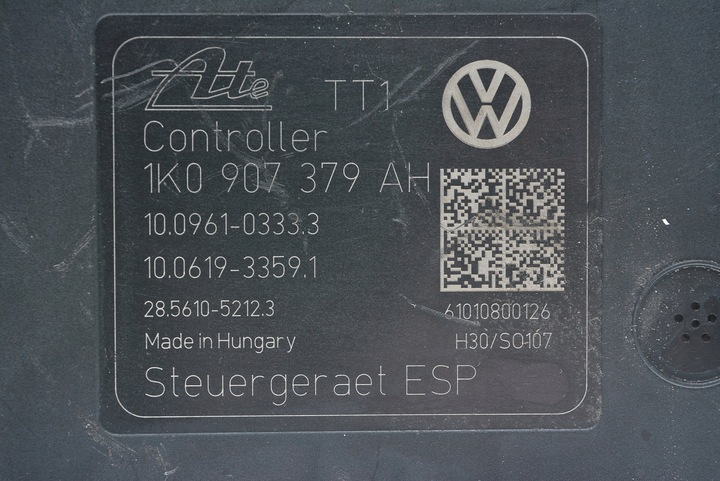 Ate TT1
Controller
1K0 907 379 AH
10.0961-0333.3
10.0619-3359.1
28.5610-5212.3
61010800126
Made in Hungary
H30/SO107
Steuergeraet ESP